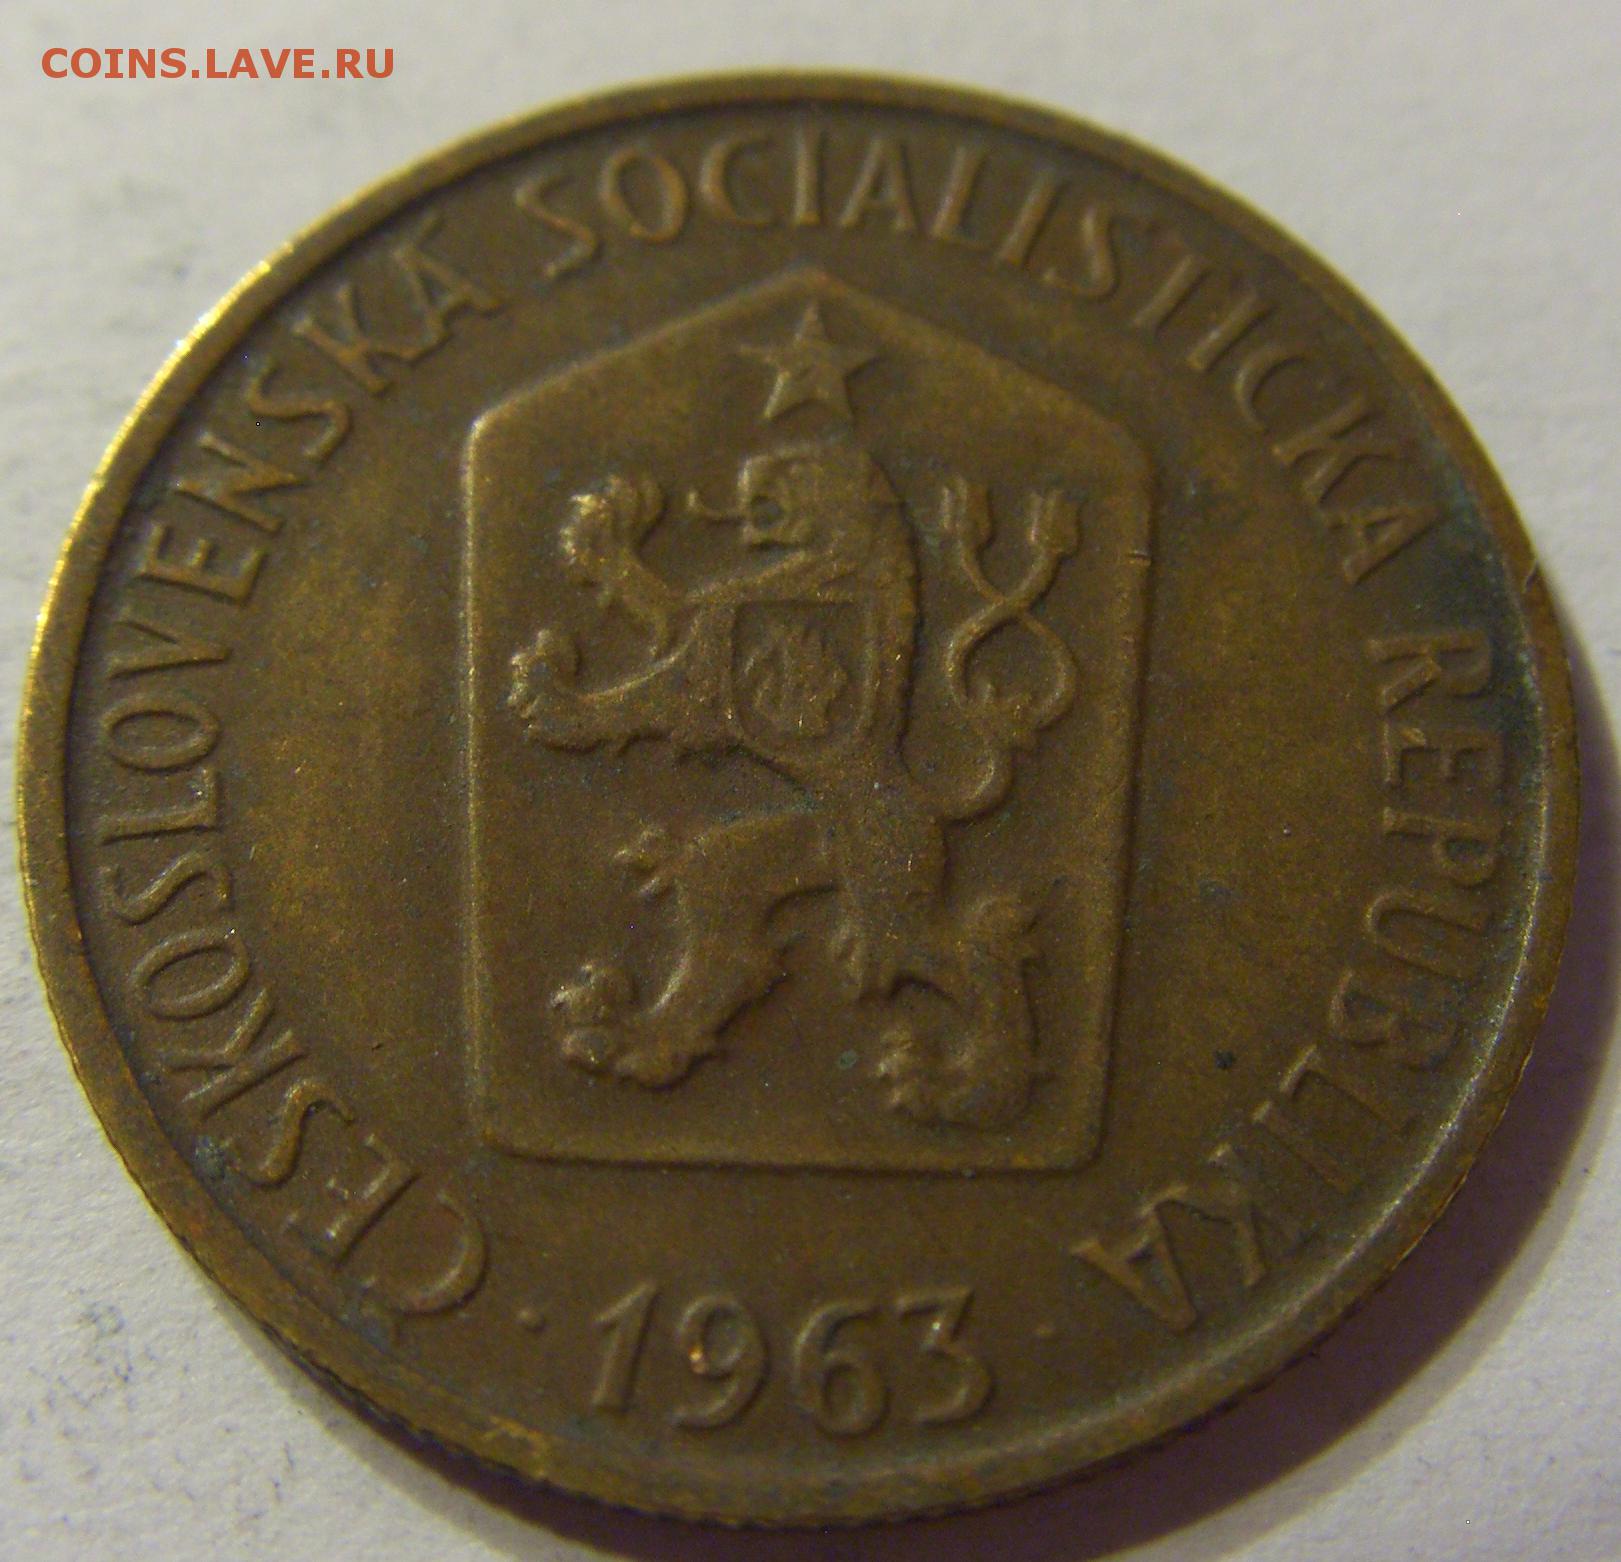 COINS.LAVE.RU
ČESKOSLOVENSKÁ SOCIALISTICKÁ REPUBLIKA
· 1963 ·